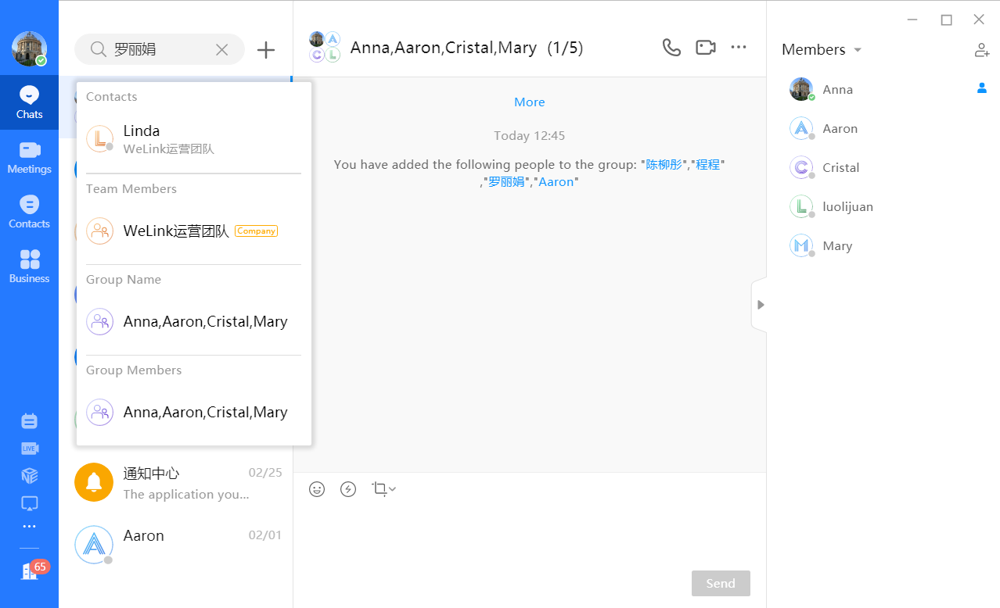 Chats
Meetings
Contacts
Business
LIVE
65
罗丽娟
Contacts
Linda
WeLink运营团队
Team Members
WeLink运营团队 Company
Group Name
Anna,Aaron,Cristal,Mary
Group Members
Anna,Aaron,Cristal,Mary
通知中心 02/25
The application you...
Aaron 02/01
Anna,Aaron,Cristal,Mary (1/5)
More
Today 12:45
You have added the following people to the group: "陈柳彤","程程"
,"罗丽娟","Aaron"
Send
Members
Anna
Aaron
Cristal
luolijuan
Mary